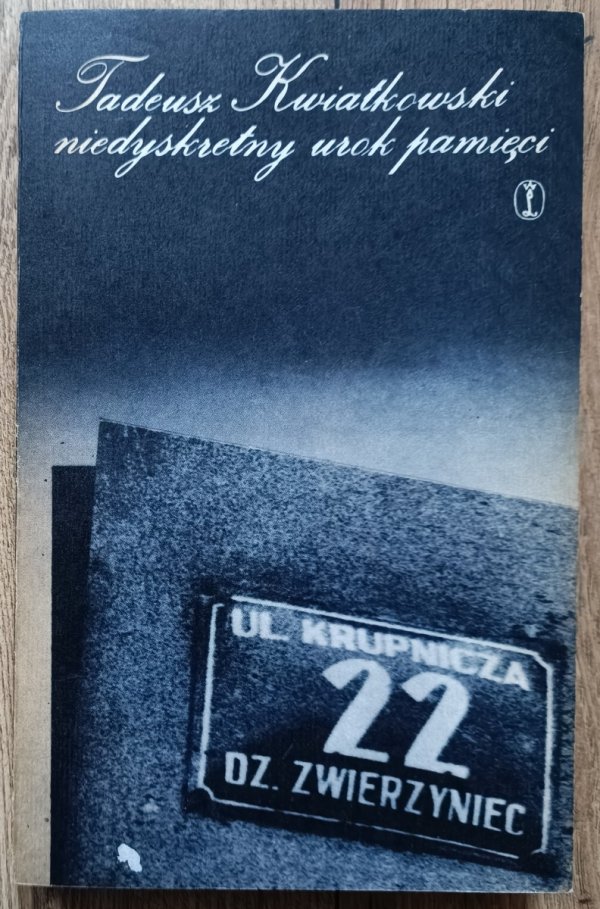 Tadeusz Kwiatkowski
niedyskretny urok pamięci
UL. KRUPNICZA
22
DZ. ZWIERZYNIEC